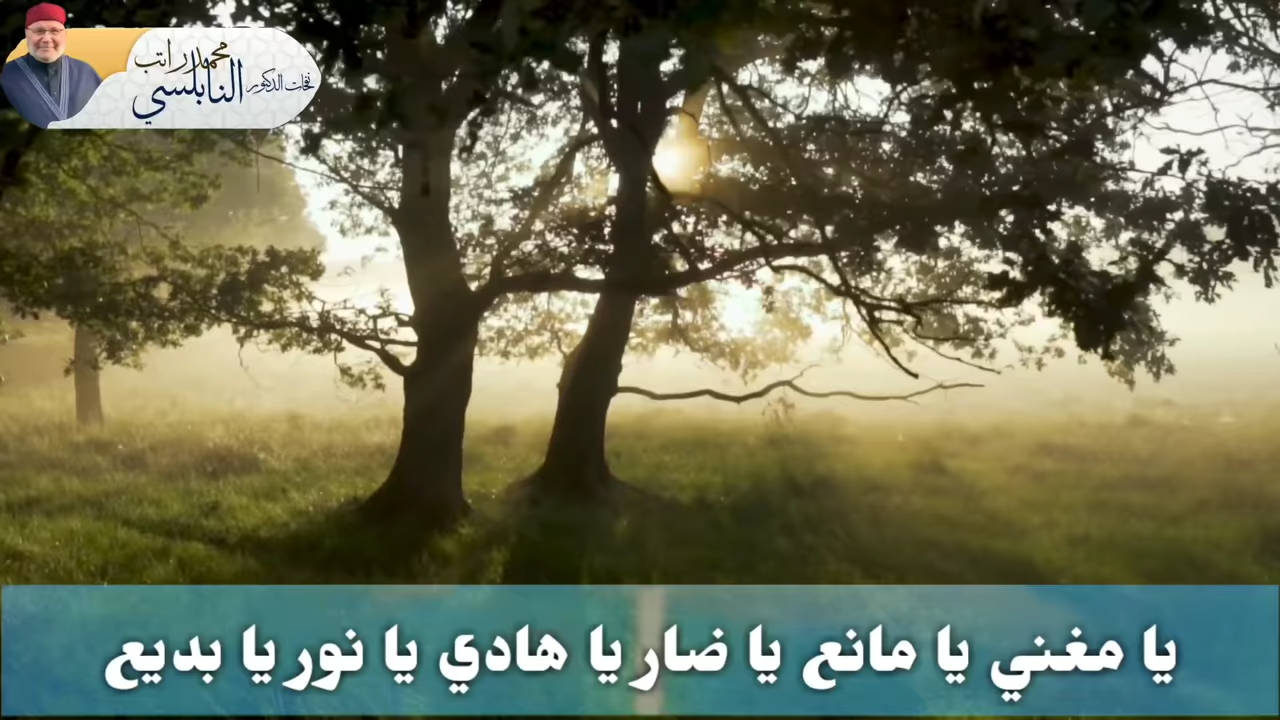 محمد راتب
نفحات الدكتور النابلسي
يا مغني يا مانع يا ضار يا هادي يا نور يا بديع